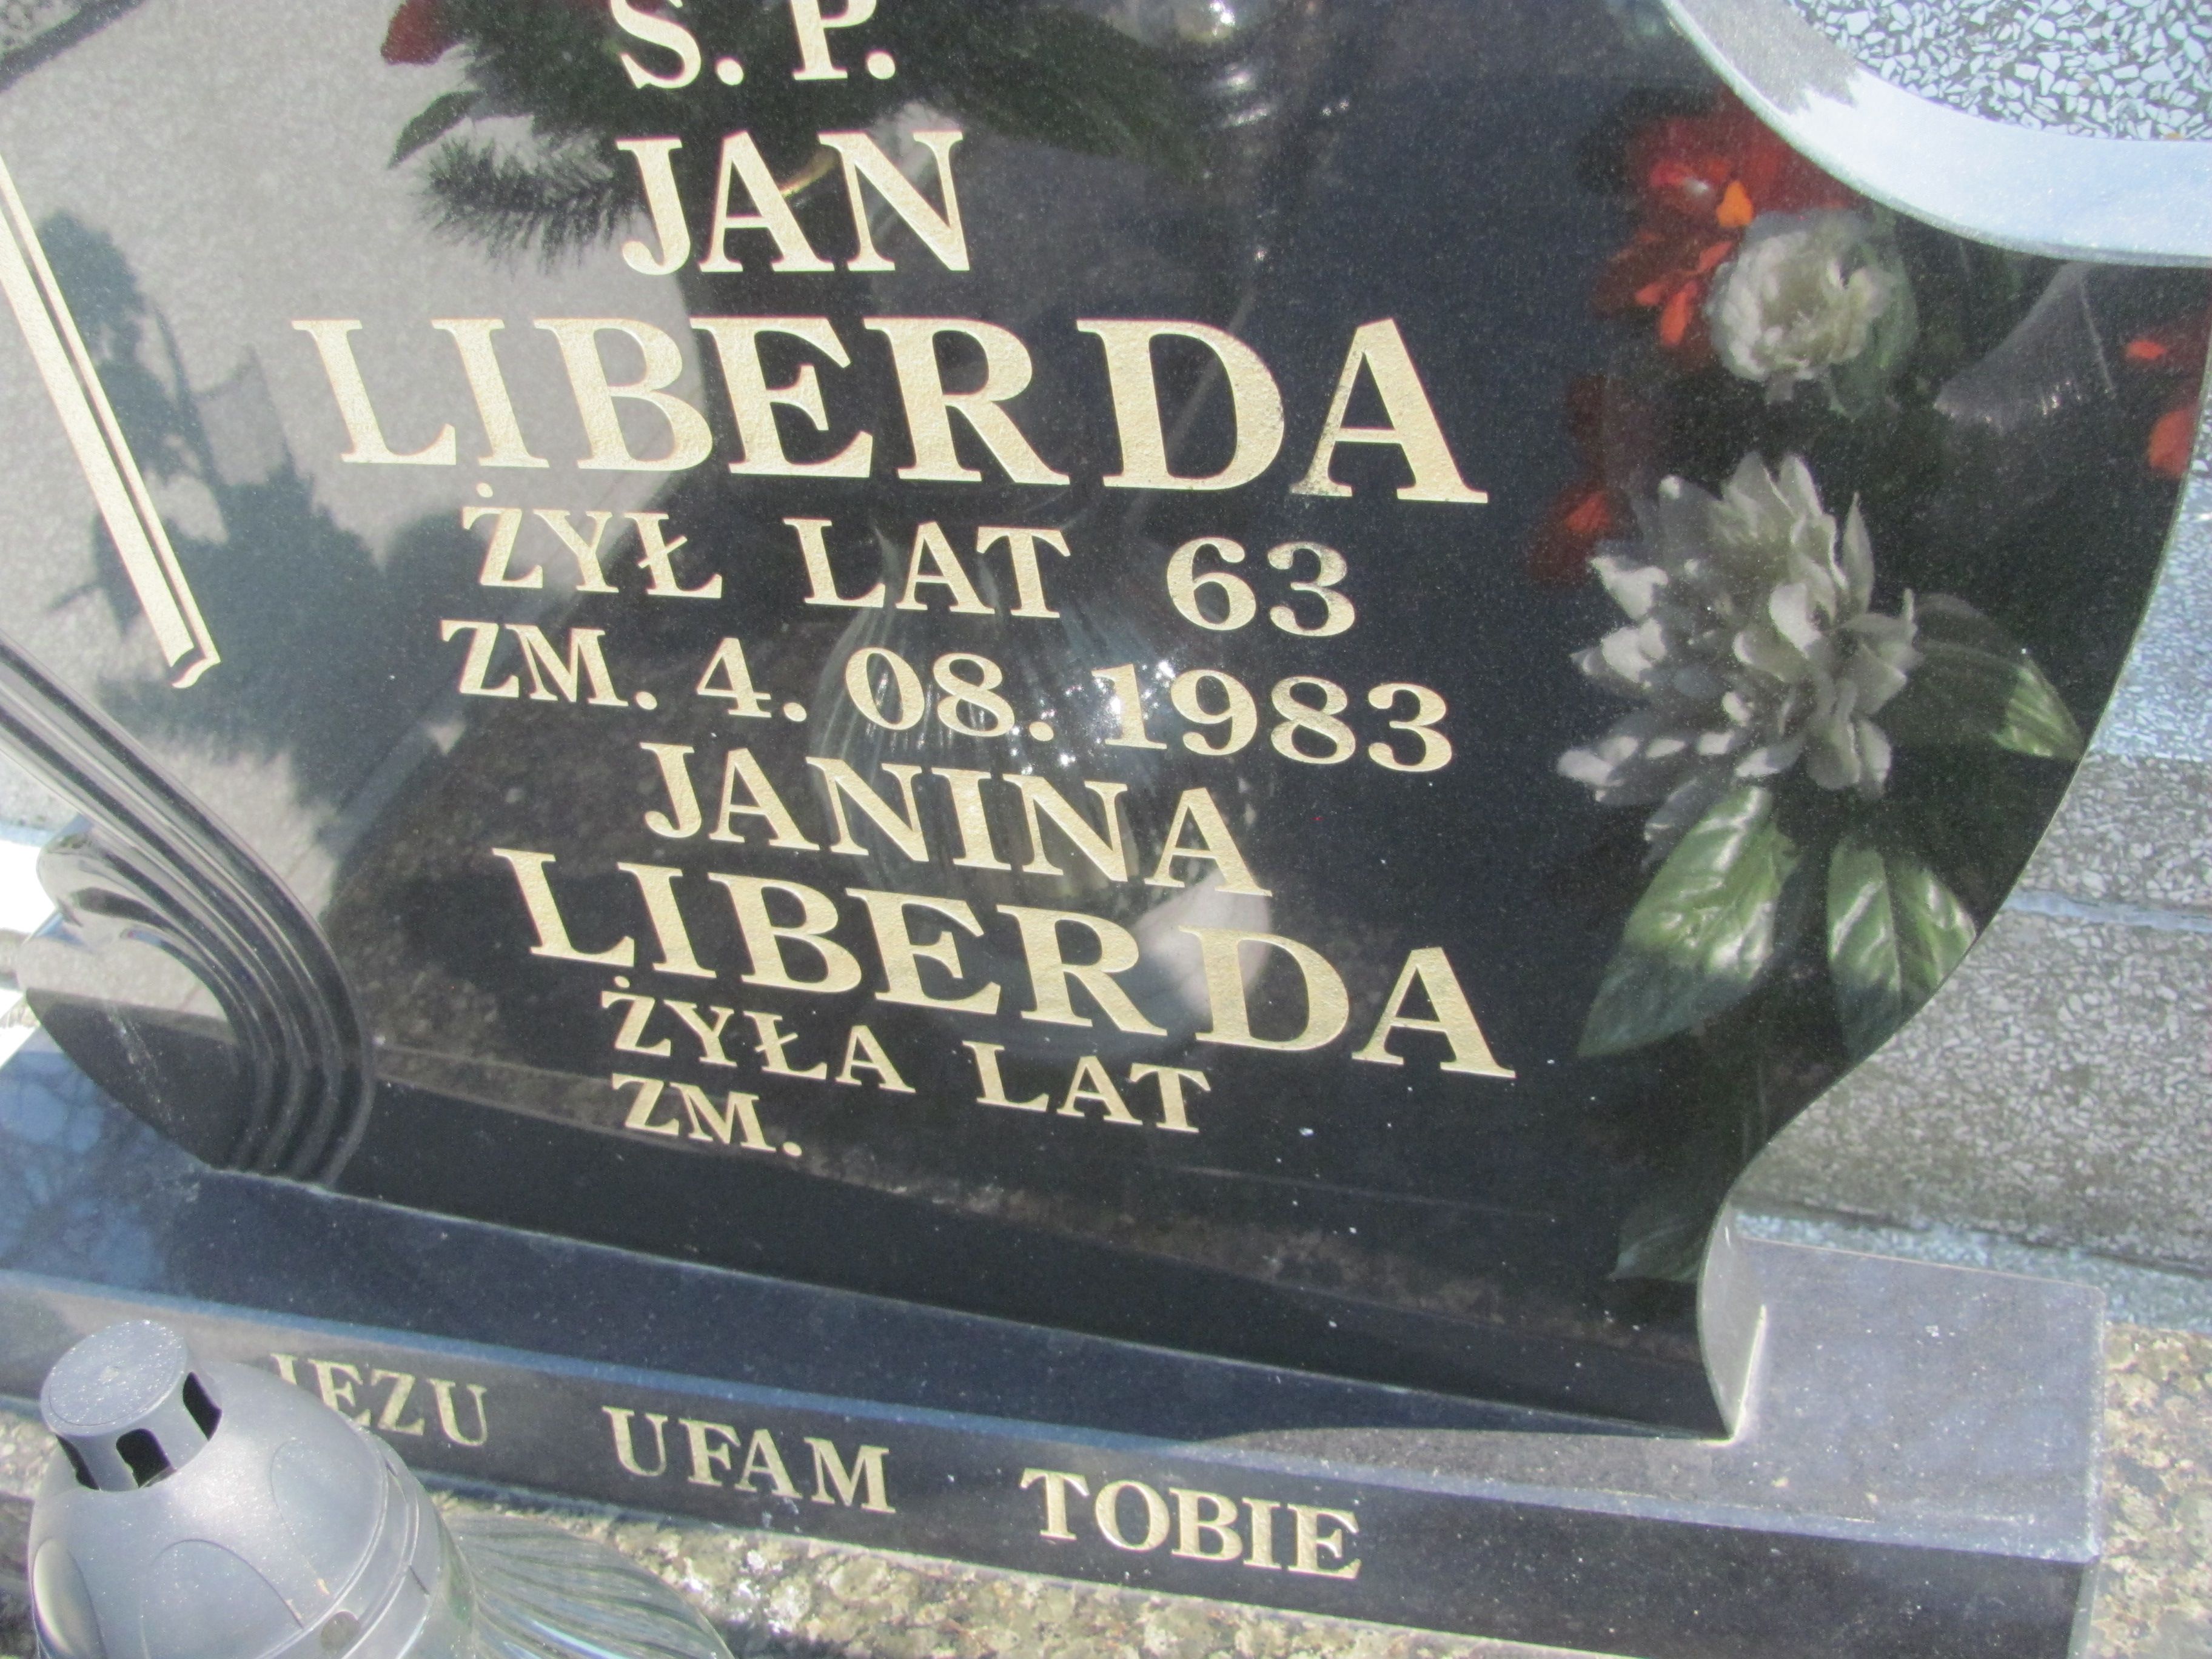 Ś. P.
JAN
LIBERDA
ŻYŁ LAT 63
ZM. 4. 08. 1983
JANINA
LIBERDA
ŻYŁA LAT
ZM.
JEZU UFAM TOBIE